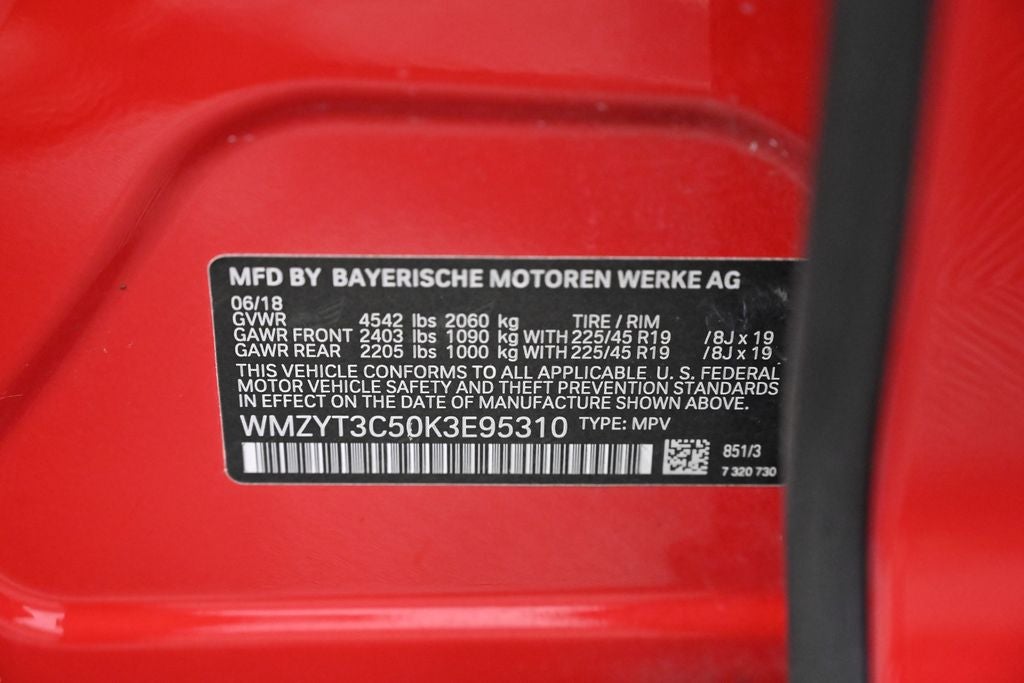 MFD BY BAYERISCHE MOTOREN WERKE AG
06/18
GVWR 4542 lbs 2060 kg TIRE / RIM
GAWR FRONT 2403 lbs 1090 kg WITH 225/45 R19 /8J x 19
GAWR REAR 2205 lbs 1000 kg WITH 225/45 R19 /8J x 19
THIS VEHICLE CONFORMS TO ALL APPLICABLE U. S. FEDERAL
MOTOR VEHICLE SAFETY AND THEFT PREVENTION STANDARDS
IN EFFECT ON THE DATE OF MANUFACTURE SHOWN ABOVE.
WMZYT3C50K3E95310 TYPE: MPV
851/3
7 320 730